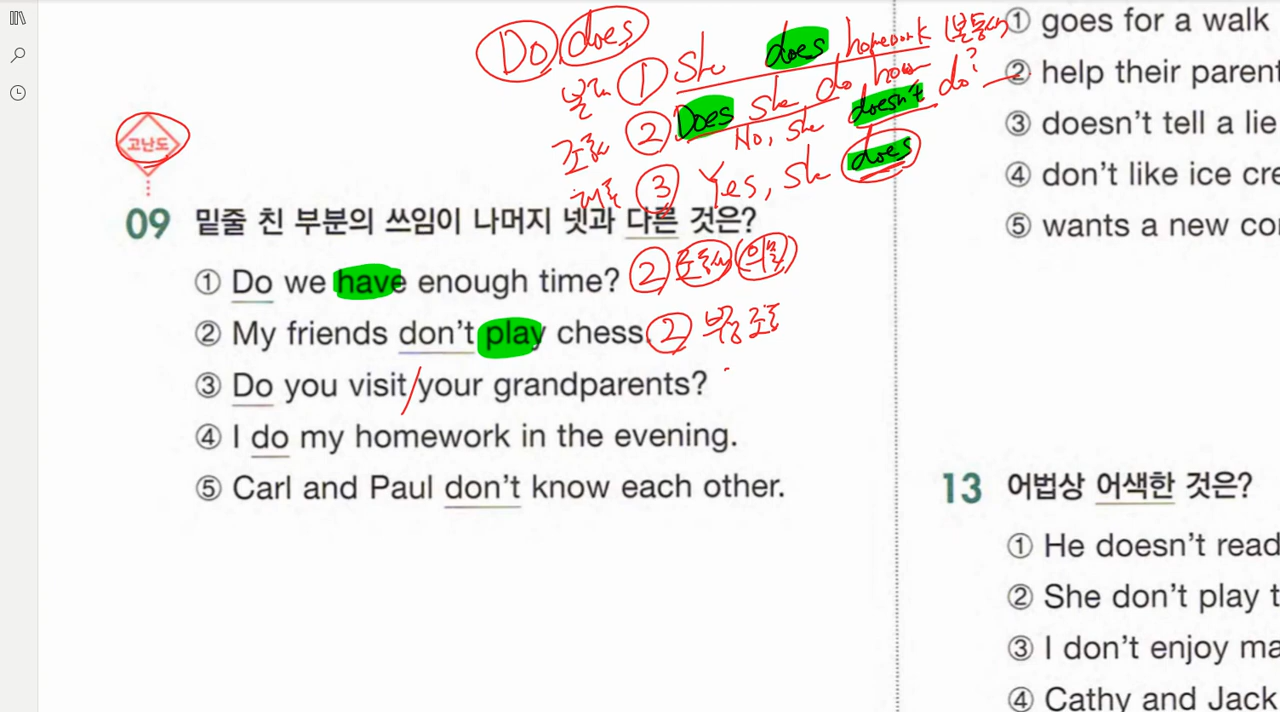 Do does
① She does homework (본동사)
② Does she do how ?
No, she doesn't do
③ Yes, she does
고난도
09 밑줄 친 부분의 쓰임이 나머지 넷과 다른 것은?
① Do we have enough time? ② 조동사 (의문)
② My friends don't play chess. ② 부정 조동
③ Do you visit/your grandparents?
④ I do my homework in the evening.
⑤ Carl and Paul don't know each other.
① goes for a walk
② help their parent
③ doesn't tell a lie
④ don't like ice cre
⑤ wants a new co
13 어법상 어색한 것은?
① He doesn't read
② She don't play t
③ I don't enjoy ma
④ Cathy and Jack